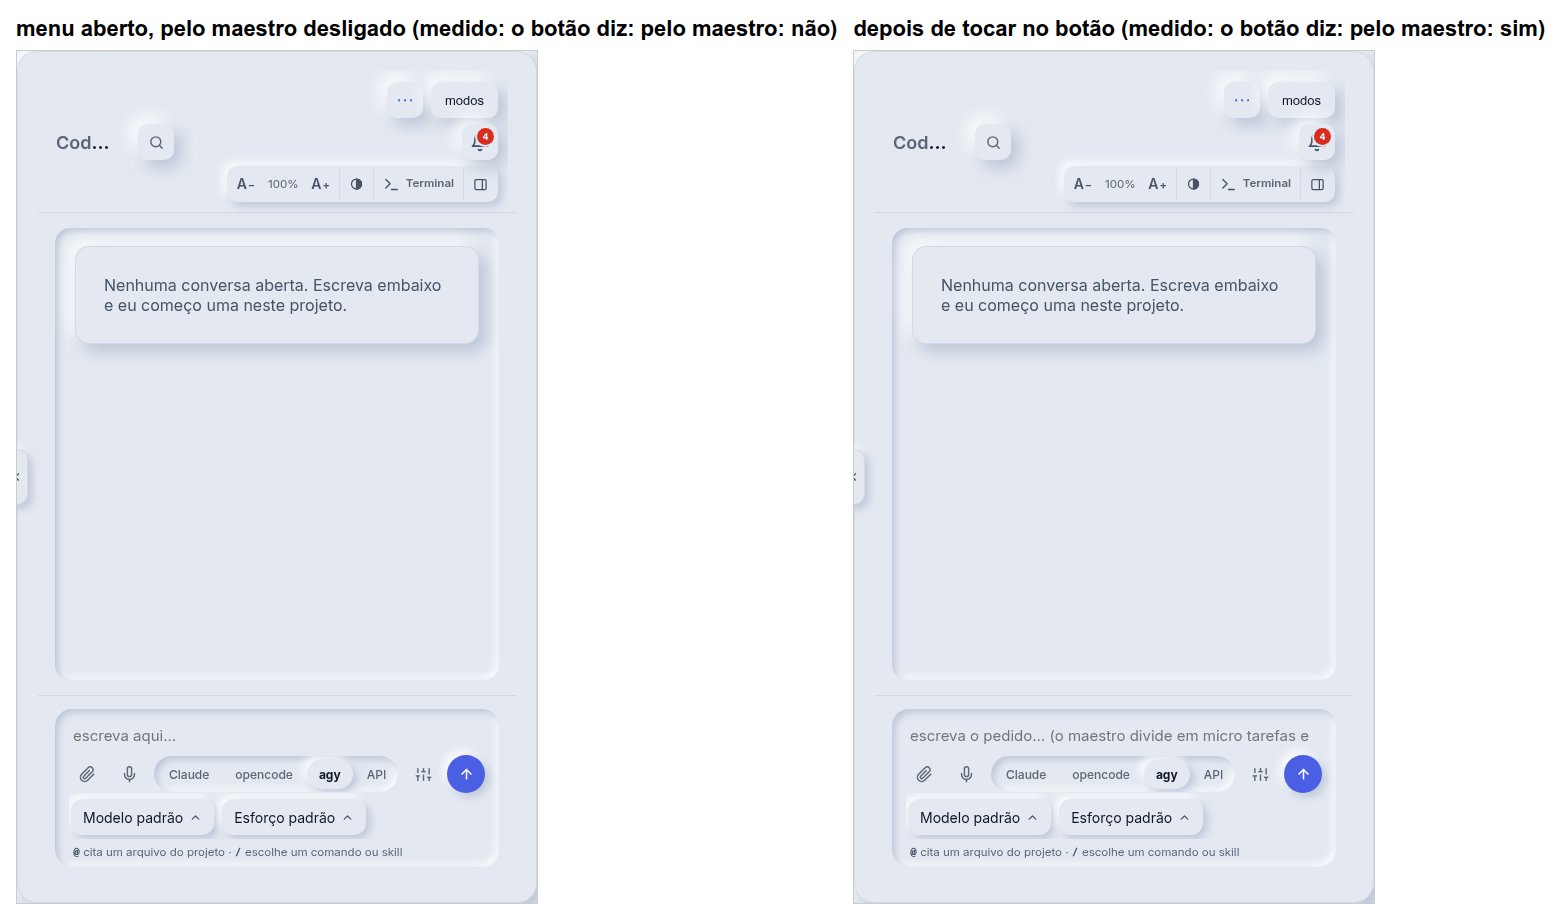 menu aberto, pelo maestro desligado (medido: o botão diz: pelo maestro: não)
... modos
Cod... 4
A− 100% A+ Terminal
Nenhuma conversa aberta. Escreva embaixo
e eu começo uma neste projeto.
escreva aqui...
Claude opencode agy API
Modelo padrão Esforço padrão
@ cita um arquivo do projeto · / escolhe um comando ou skill
depois de tocar no botão (medido: o botão diz: pelo maestro: sim)
... modos
Cod... 4
A− 100% A+ Terminal
Nenhuma conversa aberta. Escreva embaixo
e eu começo uma neste projeto.
escreva o pedido... (o maestro divide em micro tarefas e
Claude opencode agy API
Modelo padrão Esforço padrão
@ cita um arquivo do projeto · / escolhe um comando ou skill